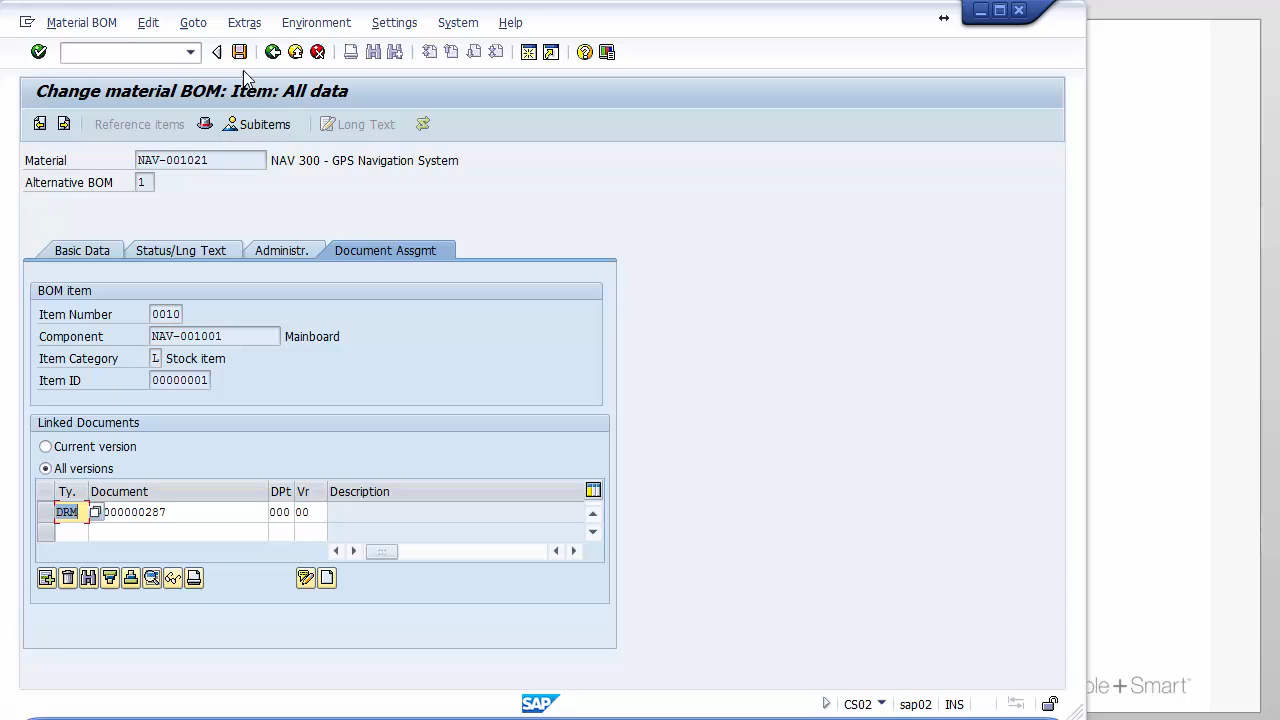 Material BOM Edit Goto Extras Environment Settings System Help
Change material BOM: Item: All data
Reference items Subitems Long Text
Material NAV-001021 NAV 300 - GPS Navigation System
Alternative BOM 1
Basic Data Status/Lng Text Administr. Document Assgmt
BOM item
Item Number 0010
Component NAV-001001 Mainboard
Item Category L Stock item
Item ID 00000001
Linked Documents
Current version
All versions
Ty. Document DPt Vr Description
DRM 000000287 000 00
ole+Smart
SAP CS02 sap02 INS